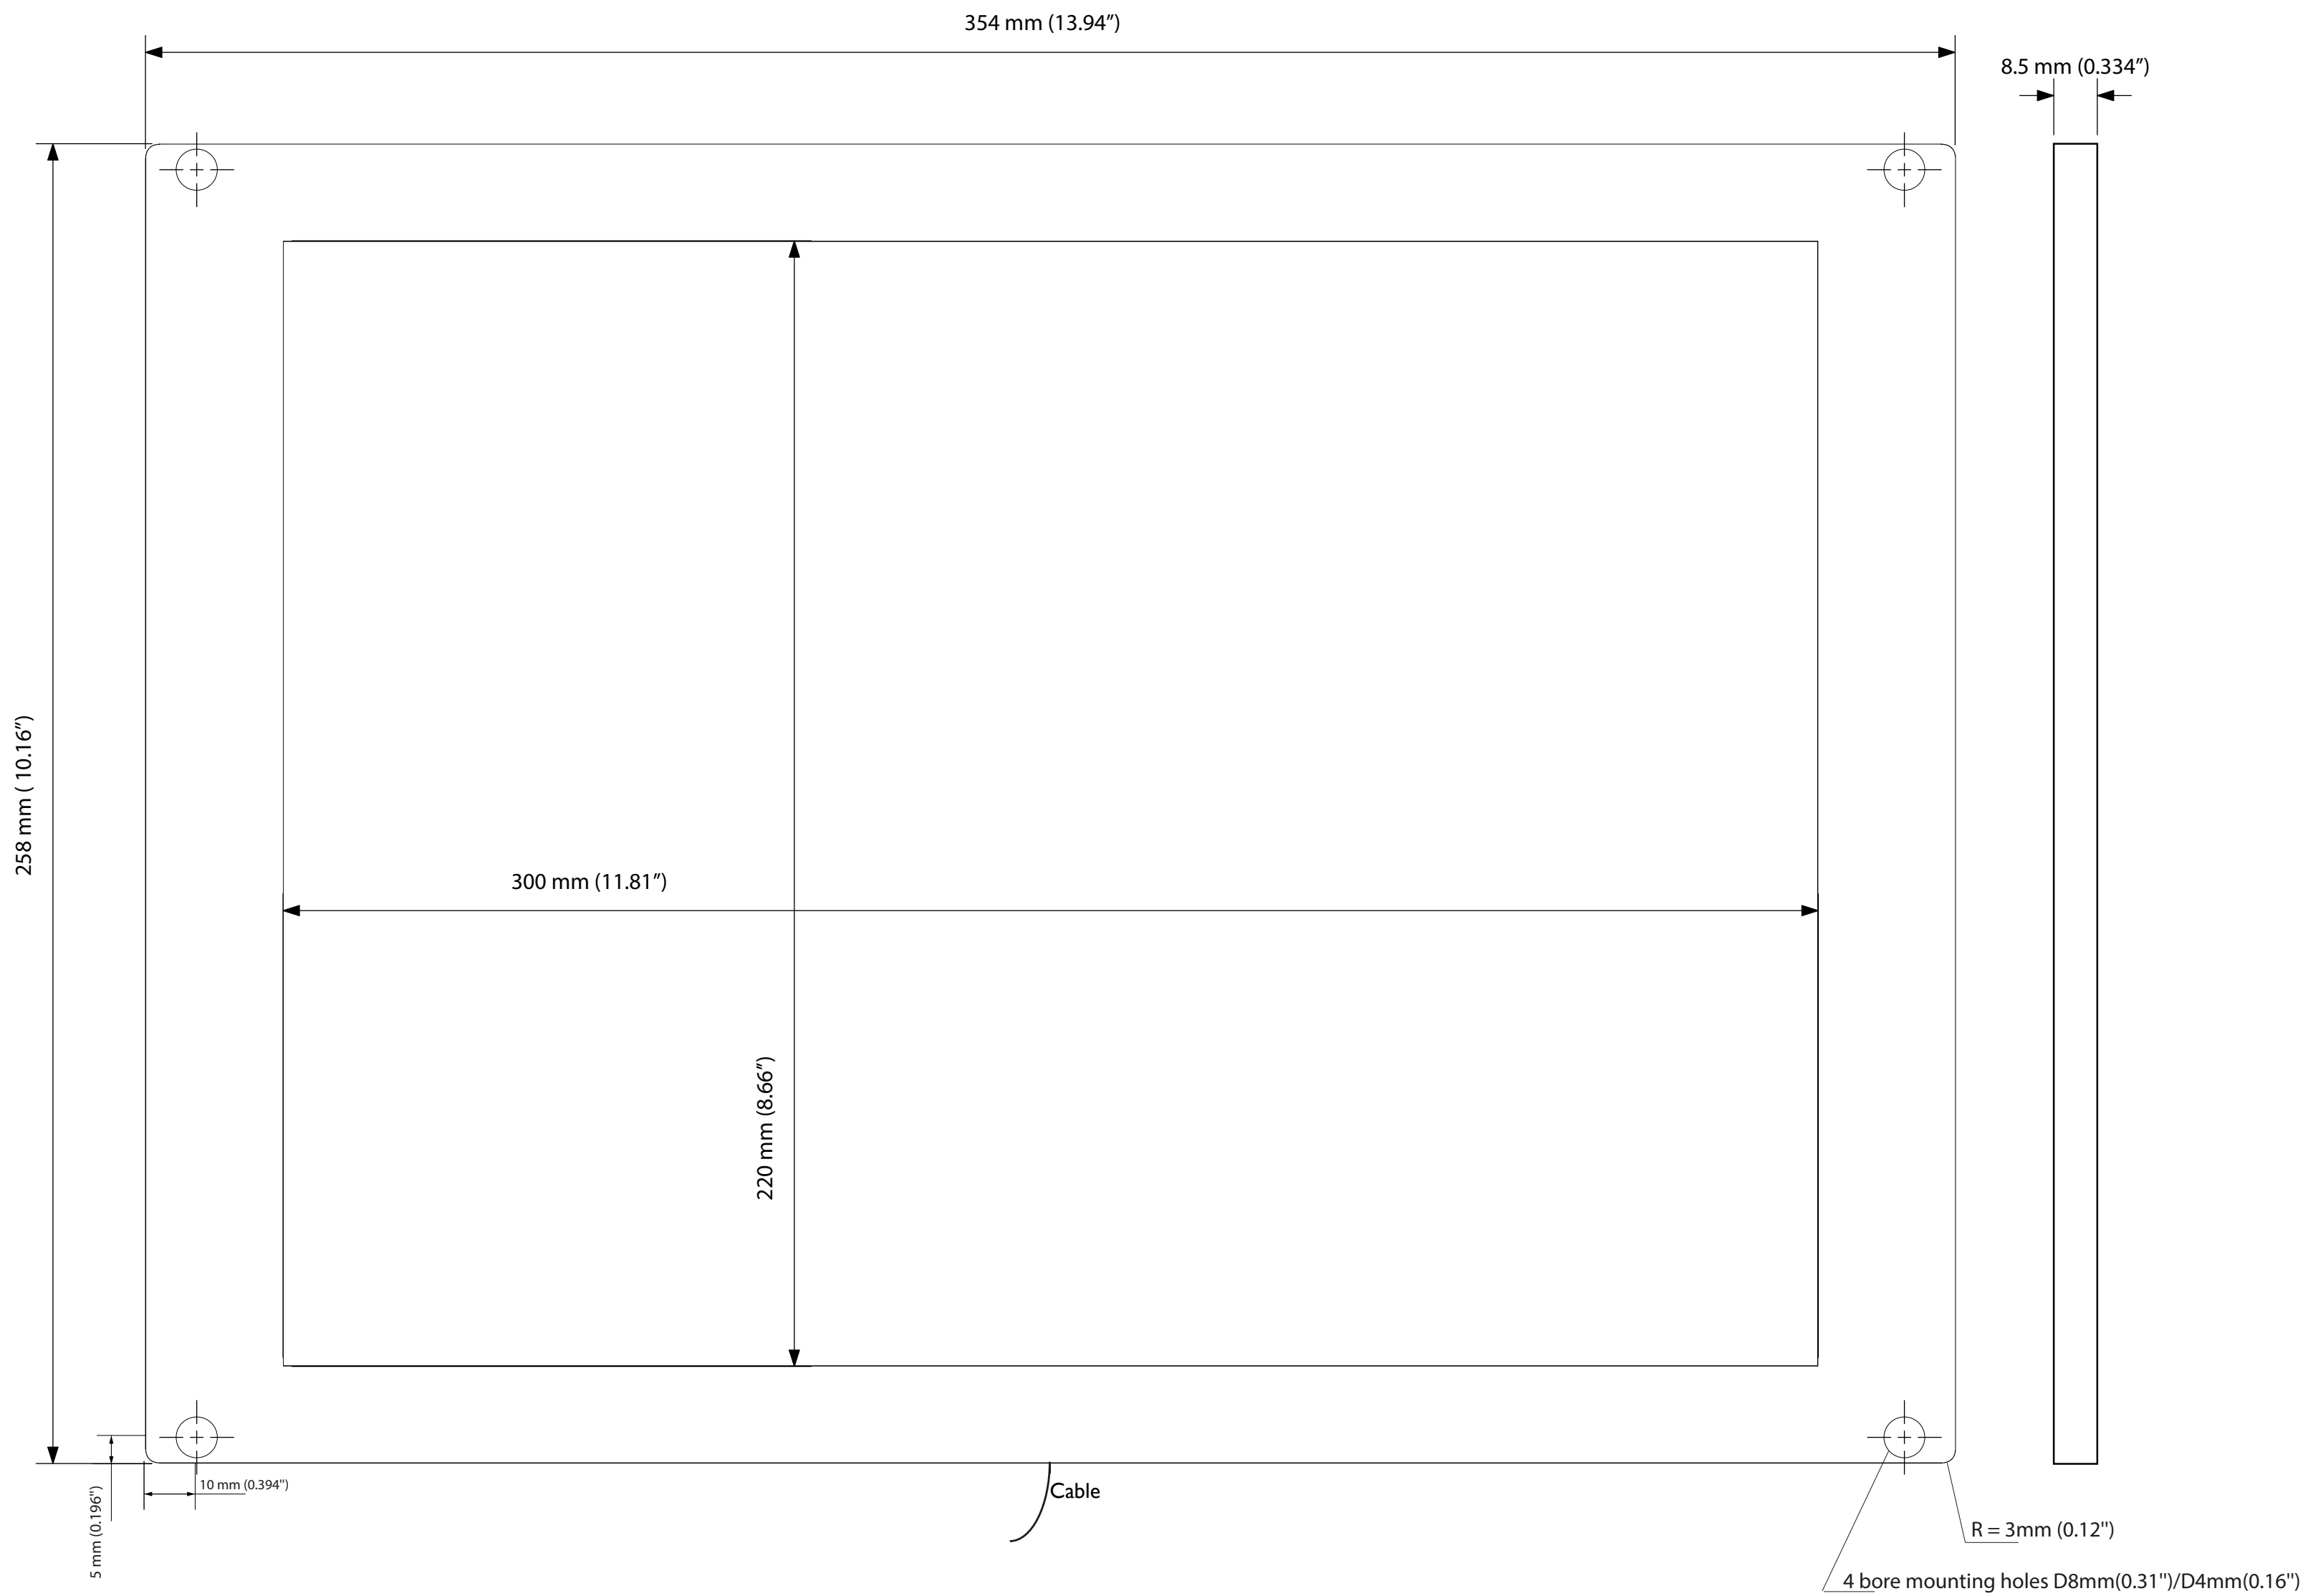 354 mm (13.94”)
8.5 mm (0.334”)
258 mm ( 10.16”)
300 mm (11.81”)
220 mm (8.66”)
10 mm (0.394")
5 mm (0.196")
Cable
R = 3mm (0.12")
4 bore mounting holes D8mm(0.31")/D4mm(0.16")